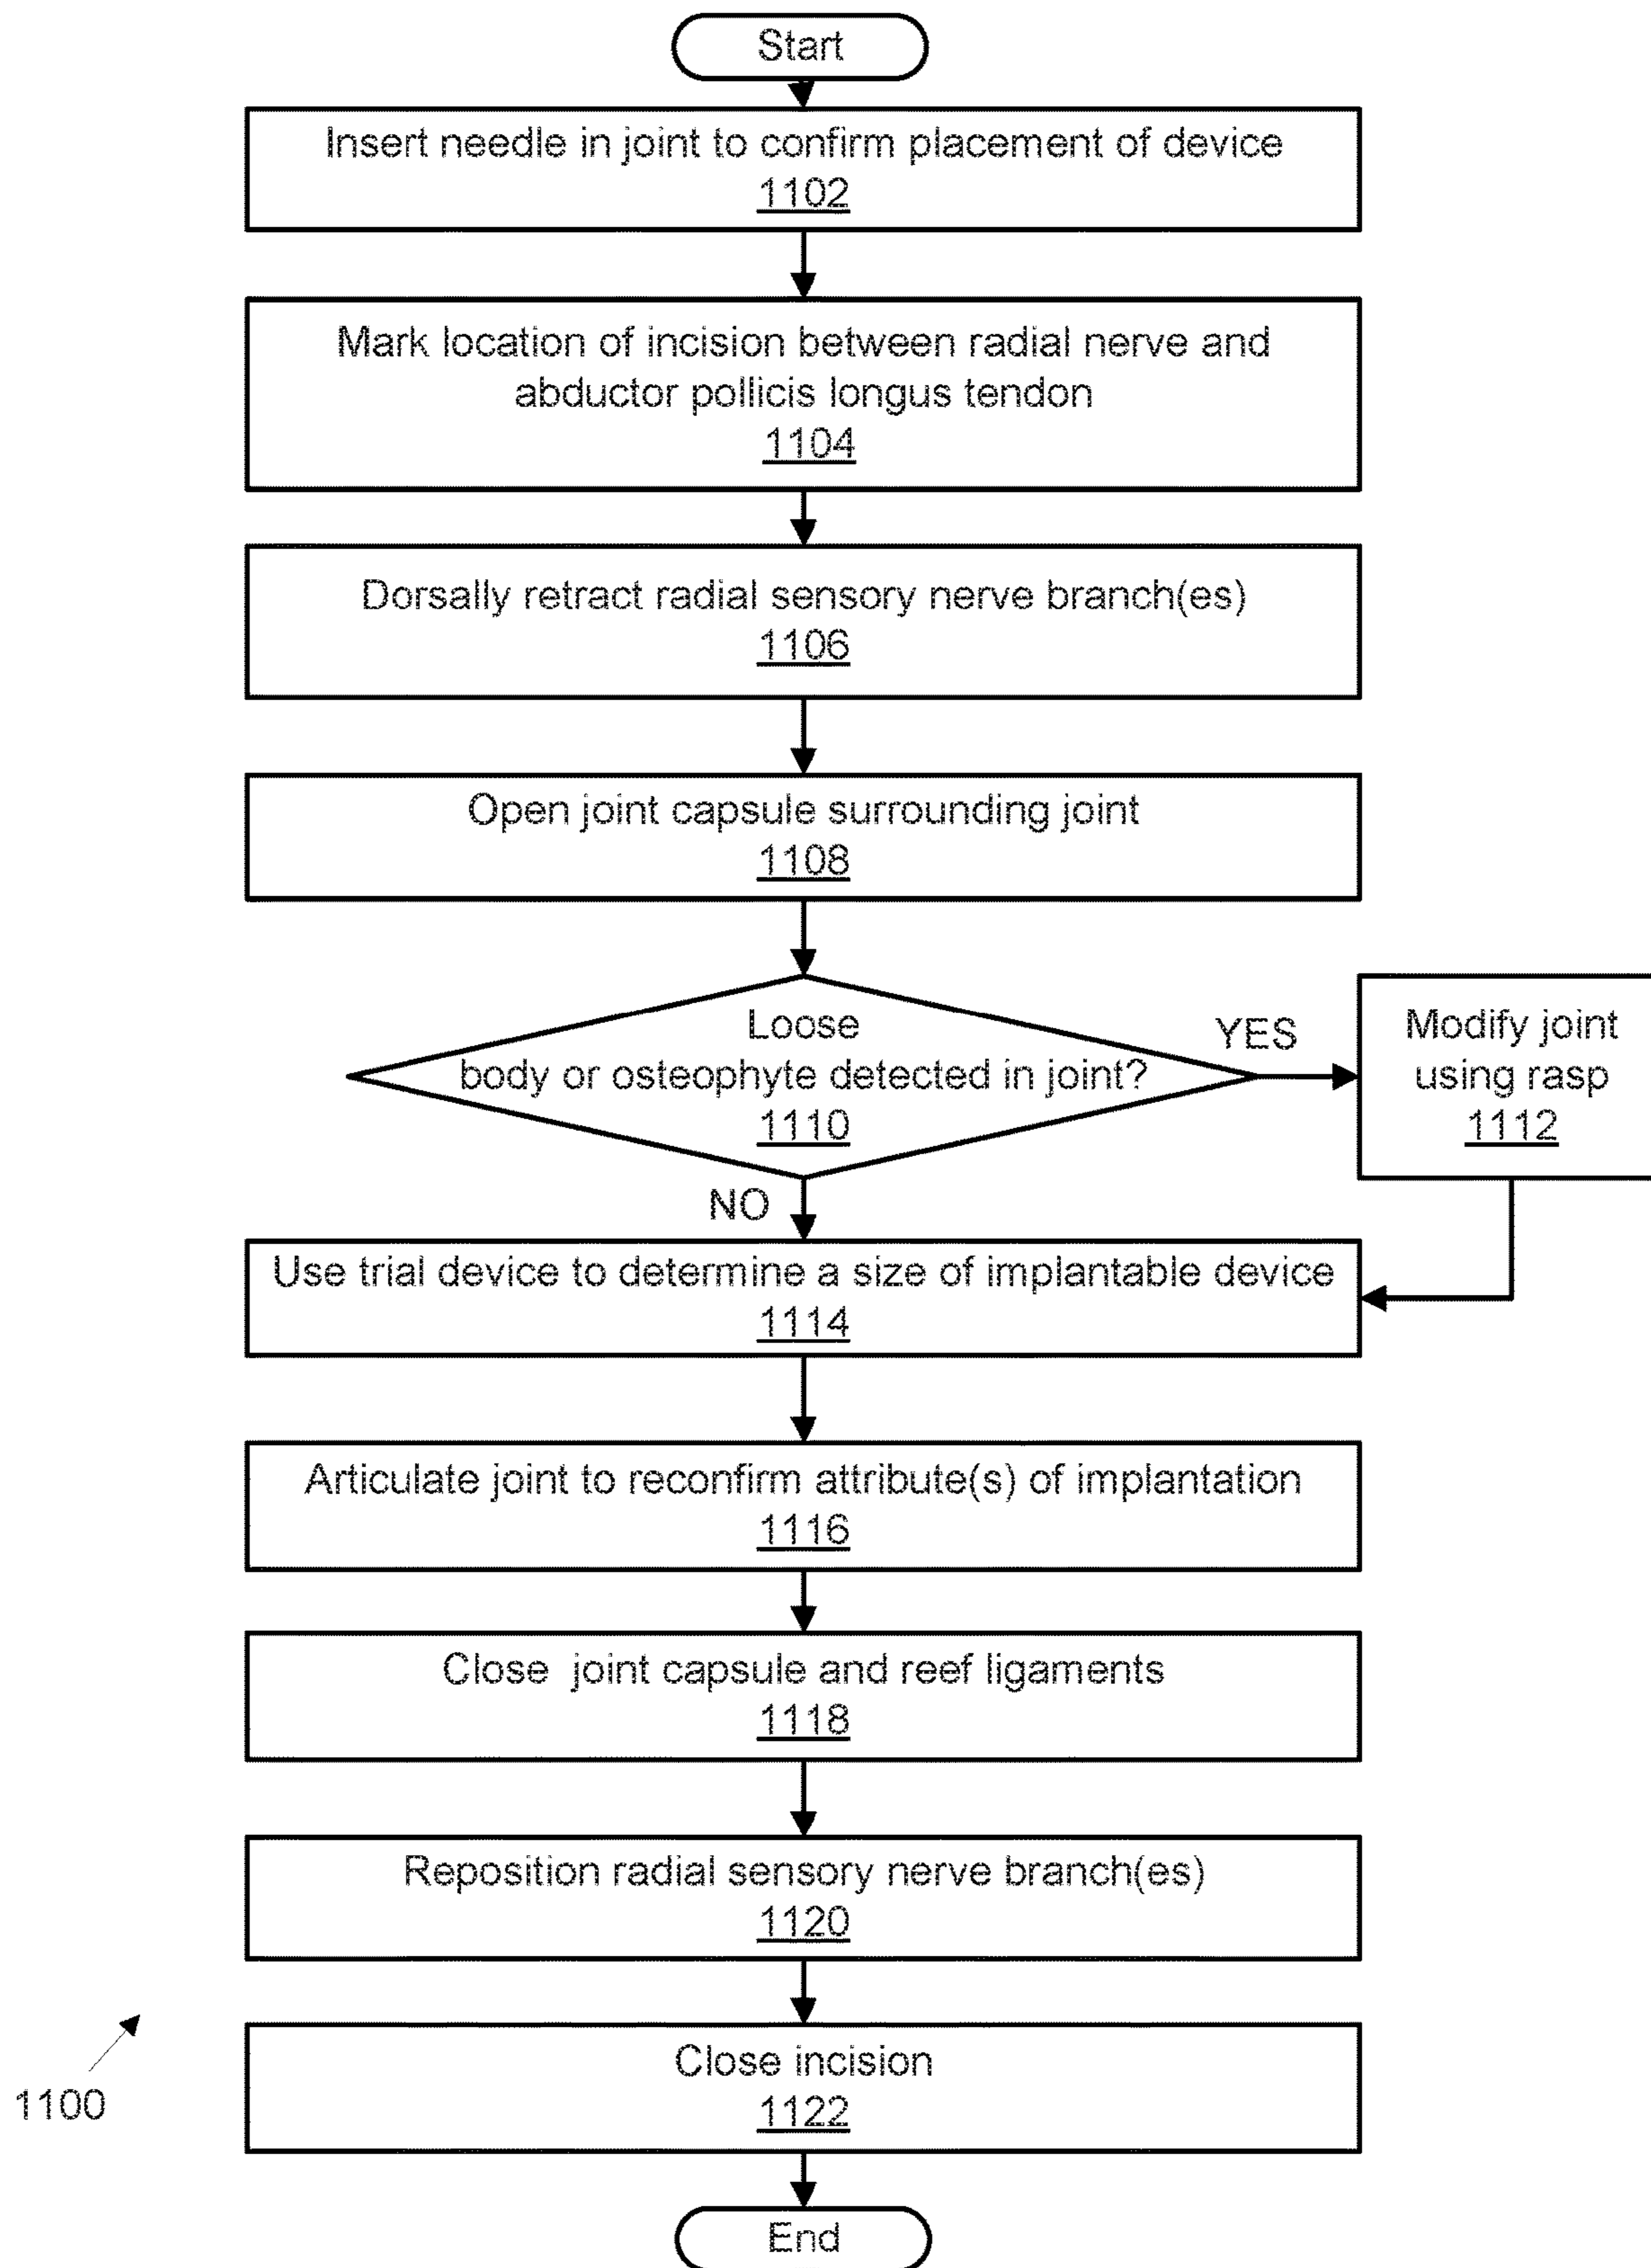 Start
Insert needle in joint to confirm placement of device
1102
Mark location of incision between radial nerve and
abductor pollicis longus tendon
1104
Dorsally retract radial sensory nerve branch(es)
1106
Open joint capsule surrounding joint
1108
Loose
body or osteophyte detected in joint?
1110
YES
Modify joint
using rasp
1112
NO
Use trial device to determine a size of implantable device
1114
Articulate joint to reconfirm attribute(s) of implantation
1116
Close joint capsule and reef ligaments
1118
Reposition radial sensory nerve branch(es)
1120
Close incision
1122
1100
End